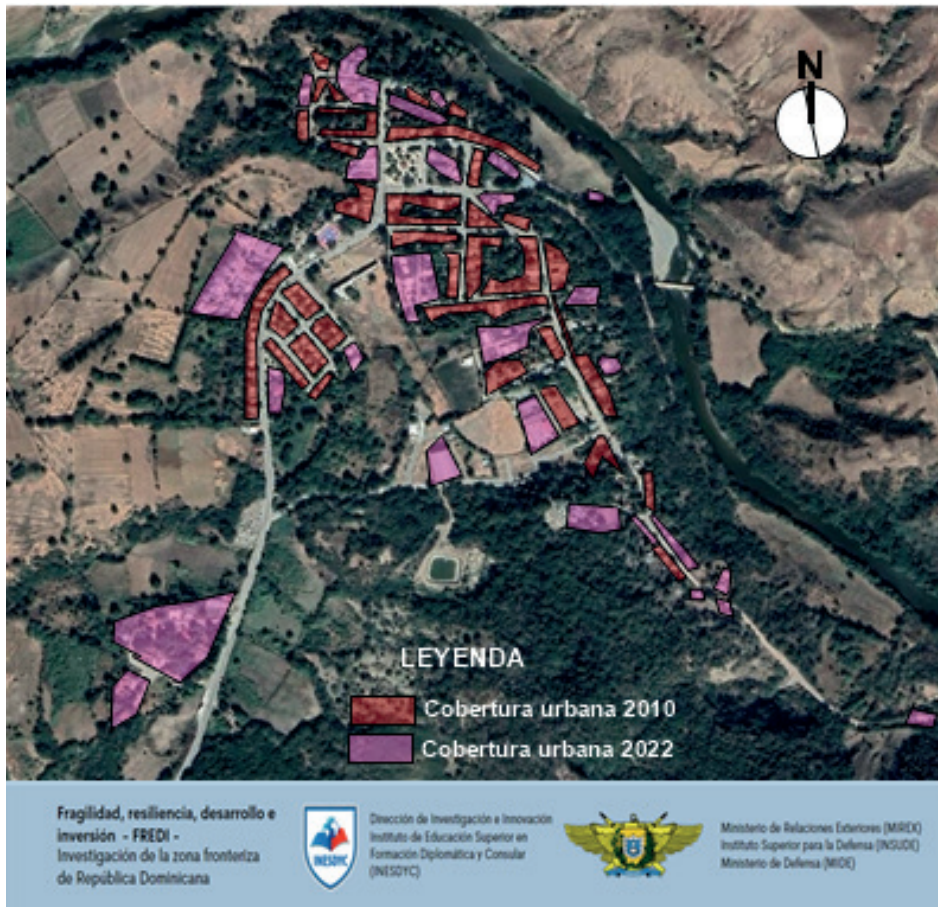 N
LEYENDA
Cobertura urbana 2010
Cobertura urbana 2022
Fragilidad, resiliencia, desarrollo e
inversión - FREDI -
Investigación de la zona fronteriza
de República Dominicana
INESDYC
Dirección de Investigación e Innovación
Instituto de Educación Superior en
Formación Diplomática y Consular
(INESDYC)
Ministerio de Relaciones Exteriores (MIREX)
Instituto Superior para la Defensa (INSUDE)
Ministerio de Defensa (MIDE)